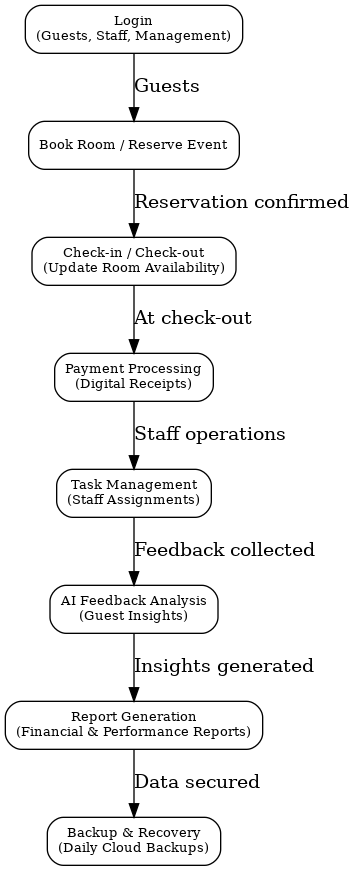 Login
(Guests, Staff, Management)
Guests
Book Room / Reserve Event
Reservation confirmed
Check-in / Check-out
(Update Room Availability)
At check-out
Payment Processing
(Digital Receipts)
Staff operations
Task Management
(Staff Assignments)
Feedback collected
AI Feedback Analysis
(Guest Insights)
Insights generated
Report Generation
(Financial & Performance Reports)
Data secured
Backup & Recovery
(Daily Cloud Backups)